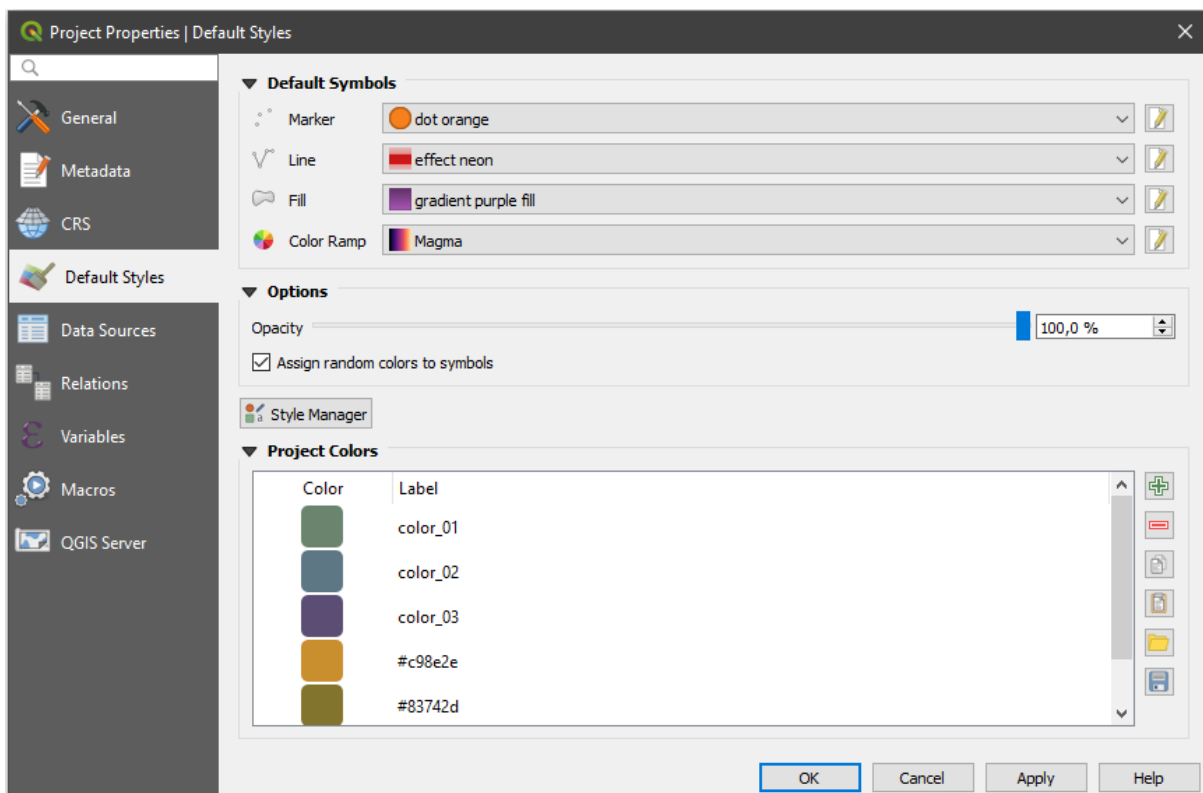 Project Properties | Default Styles
General
Metadata
CRS
Default Styles
Data Sources
Relations
Variables
Macros
QGIS Server
Default Symbols
Marker dot orange
Line effect neon
Fill gradient purple fill
Color Ramp Magma
Options
Opacity 100,0 %
Assign random colors to symbols
Style Manager
Project Colors
Color Label
color_01
color_02
color_03
#c98e2e
#83742d
OK Cancel Apply Help